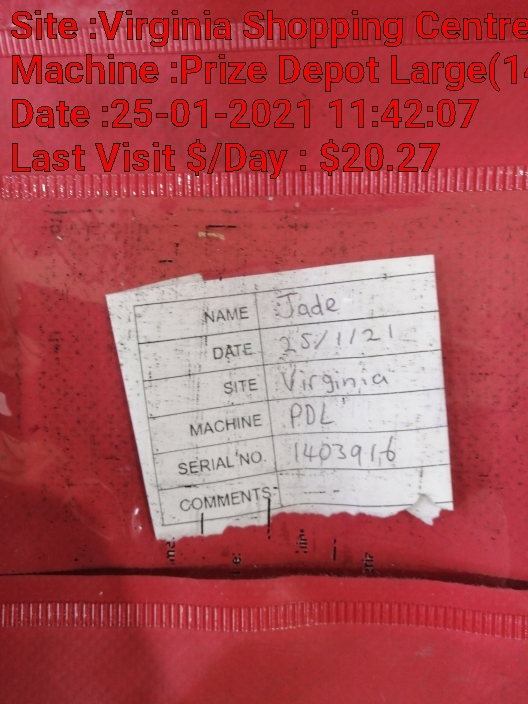 Site :Virginia Shopping Centre
Machine :Prize Depot Large(14
Date :25-01-2021 11:42:07
Last Visit $/Day : $20.27
NAME Jade
DATE 25/1/21
SITE Virginia
MACHINE PDL
SERIAL NO. 1403916
COMMENTS